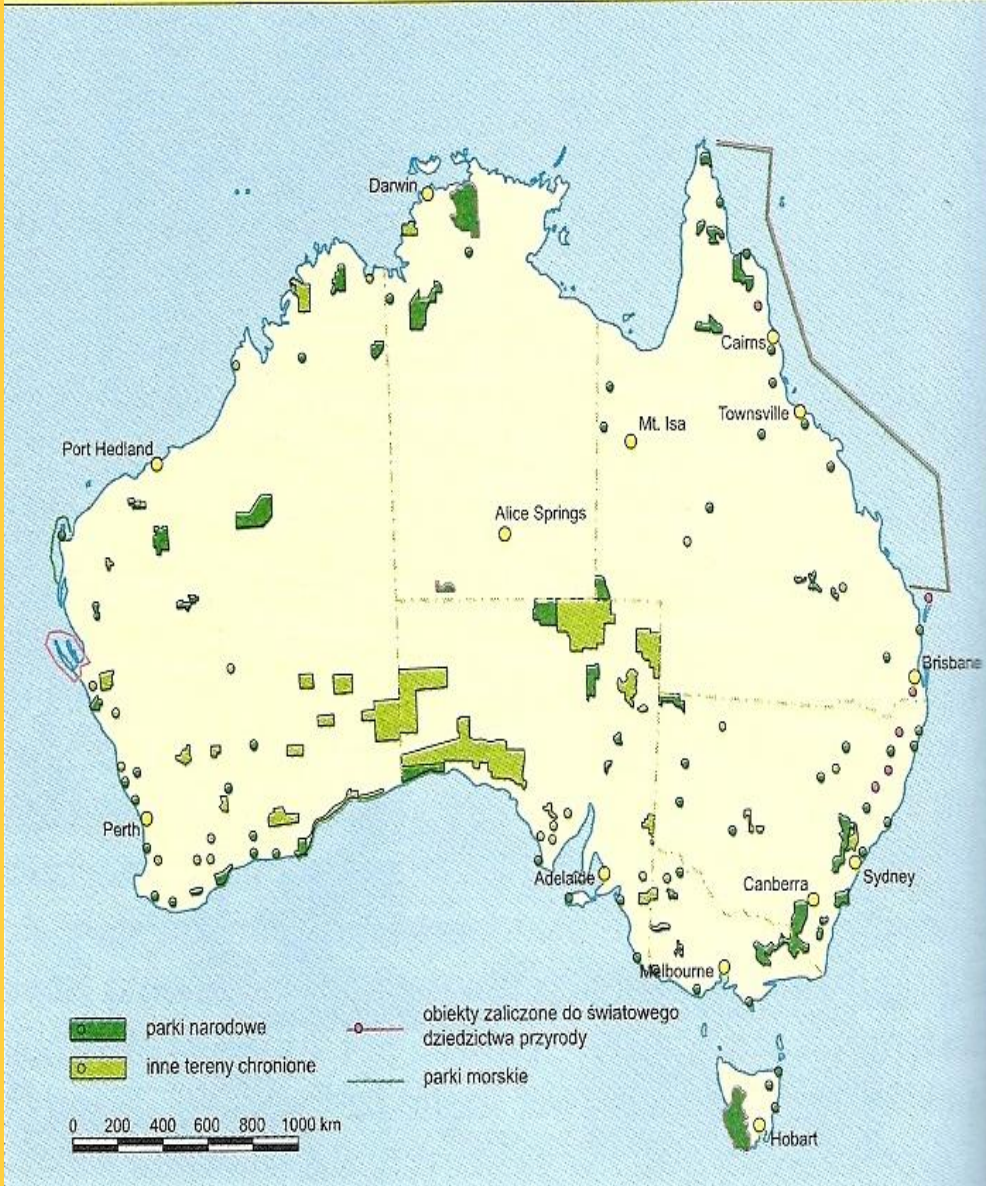 Darwin
Cairns
Townsville
Mt. Isa
Port Hedland
Alice Springs
Brisbane
Perth
Adelaide
Sydney
Canberra
Melbourne
parki narodowe
inne tereny chronione
obiekty zaliczone do światowego
dziedzictwa przyrody
parki morskie
0 200 400 600 800 1000 km
Hobart